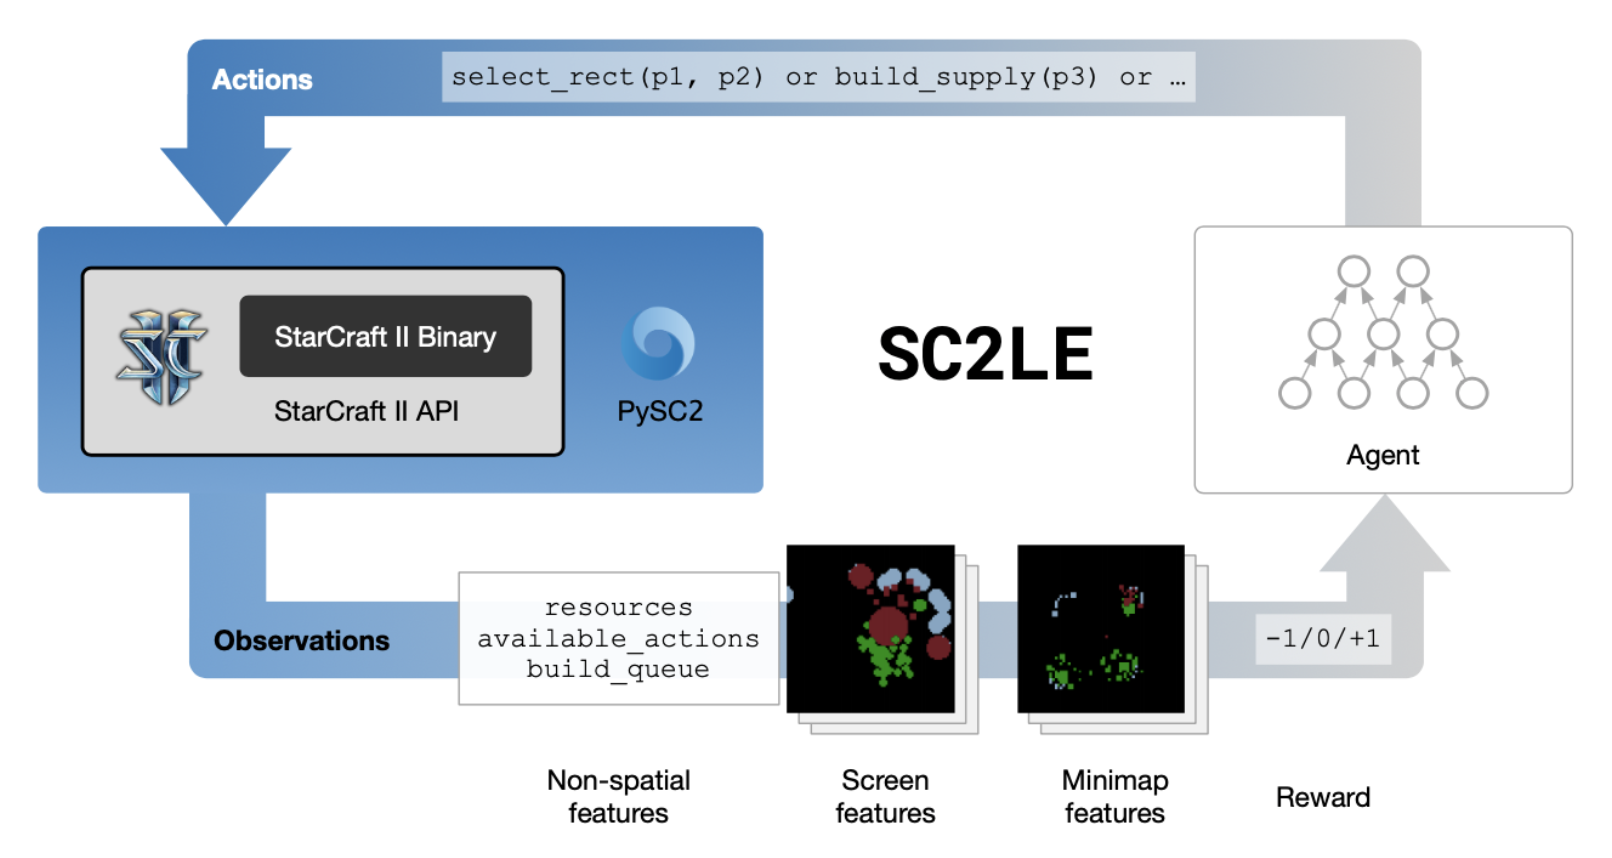 Actions
select_rect(p1, p2) or build_supply(p3) or …
StarCraft II Binary
StarCraft II API
PySC2
SC2LE
Agent
Observations
resources
available_actions
build_queue
-1/0/+1
Non-spatial
features
Screen
features
Minimap
features
Reward